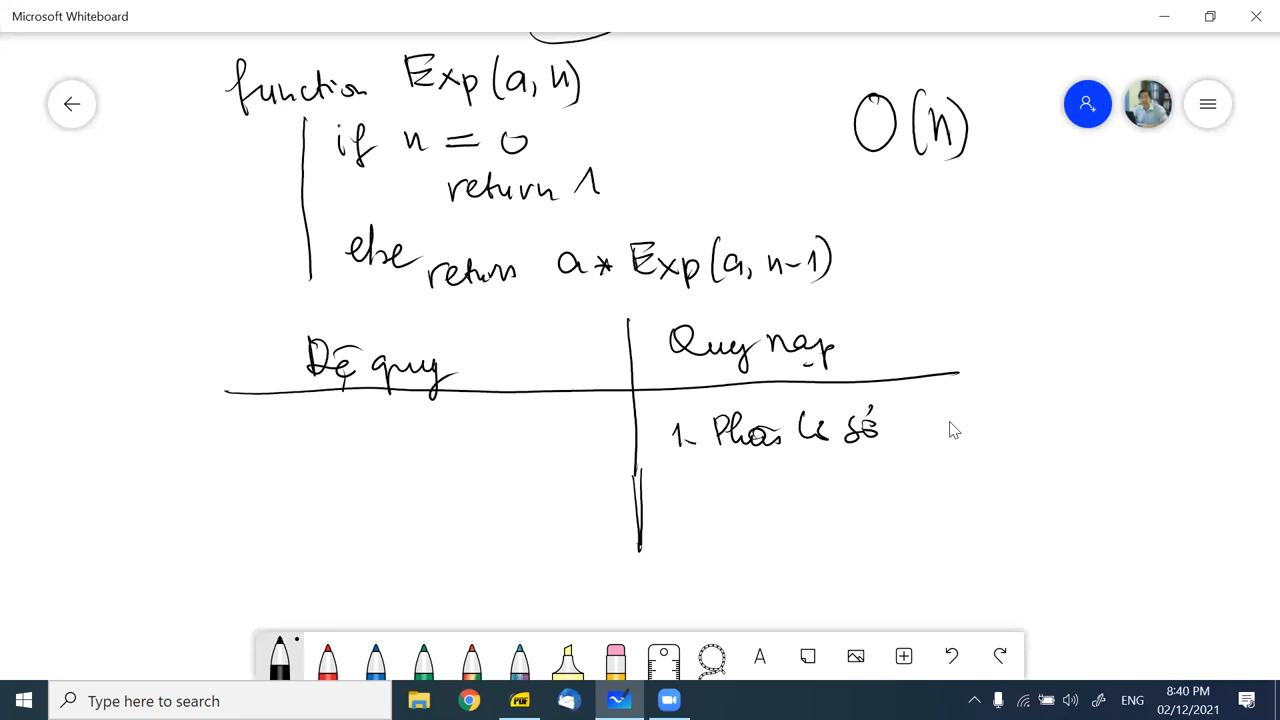 Microsoft Whiteboard
function Exp(a, n)
O(n)
if n = 0
return 1
else return a * Exp(a, n-1)
Đệ quy
Quy nạp
1- Phần cơ sở
A
Type here to search
PDF
ENG
8:40 PM
02/12/2021